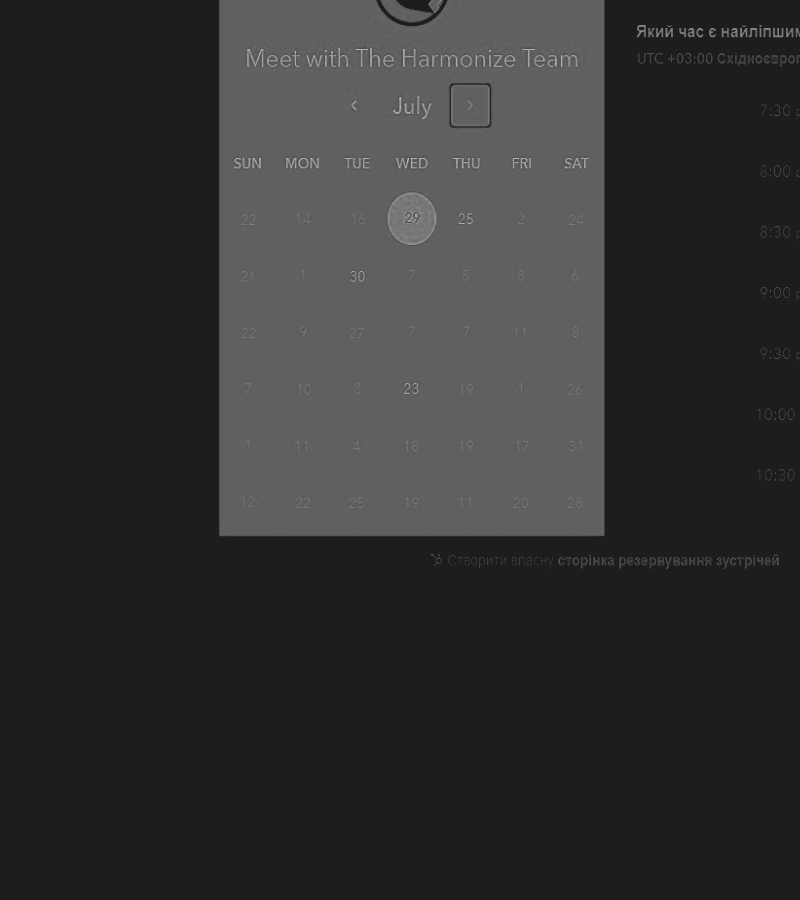 Meet with The Harmonize Team
July
SUN MON TUE WED THU FRI SAT
22 14 16 29 25 2 24
21 1 30 7 5 8 6
22 9 27 7 7 11 8
7 10 8 23 19 1 26
1 11 4 18 19 17 31
12 22 25 19 11 20 28
Який час є найліпшим
UTC +03:00
7:30
8:00
8:30
9:00
9:30
10:00
10:30
Створити власну сторінка резервування зустрічей